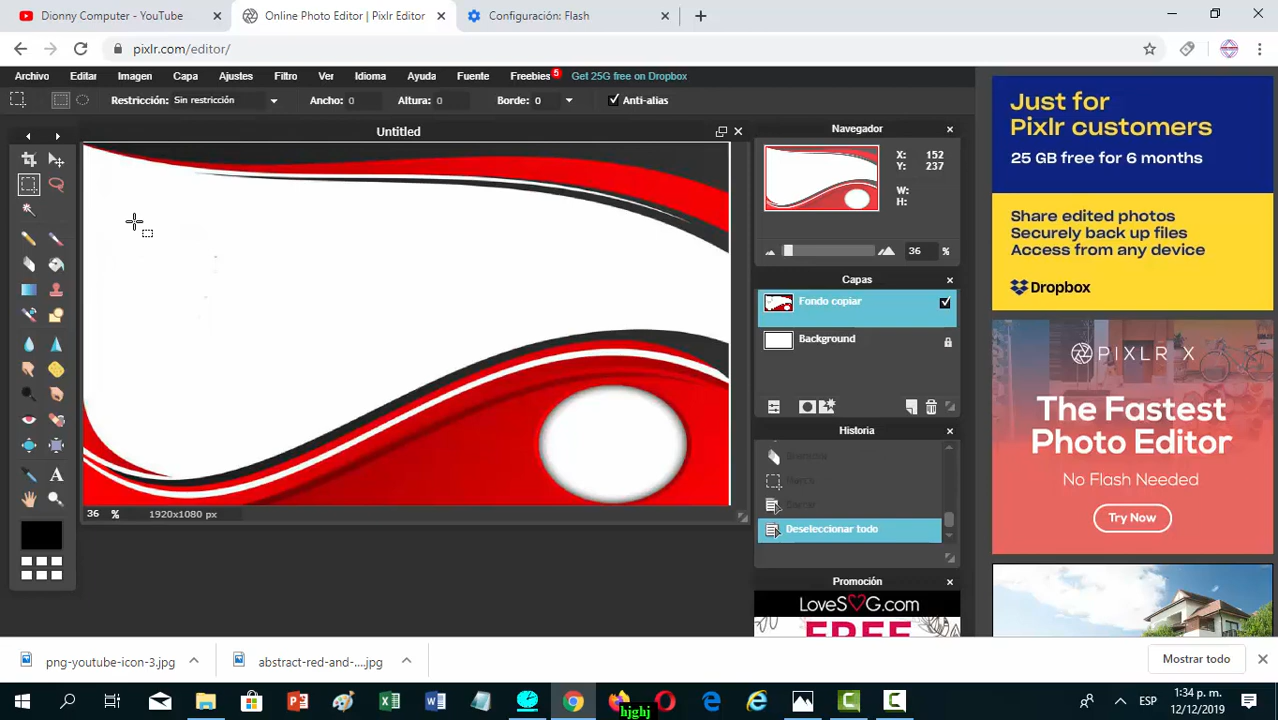 Dionny Computer - YouTube
Online Photo Editor | Pixlr Editor
Configuración: Flash
pixlr.com/editor/
Archivo Editar Imagen Capa Ajustes Filtro Ver Idioma Ayuda Fuente Freebies 5 Get 25G free on Dropbox
Restricción: Sin restricción Ancho: 0 Altura: 0 Borde: 0 Anti-alias
Untitled
Navegador
X: 152
Y: 237
W:
H:
36 %
Capas
Fondo copiar
Background
Historia
Borrador
Marco
Borrar
Deseleccionar todo
36 % 1920x1080 px
A
Promoción
LoveSVG.com
FREE
Just for
Pixlr customers
25 GB free for 6 months
Share edited photos
Securely back up files
Access from any device
Dropbox
PIXLR X
The Fastest
Photo Editor
No Flash Needed
Try Now
png-youtube-icon-3.jpg
abstract-red-and-....jpg
Mostrar todo
hjghj
ESP
1:34 p. m.
12/12/2019